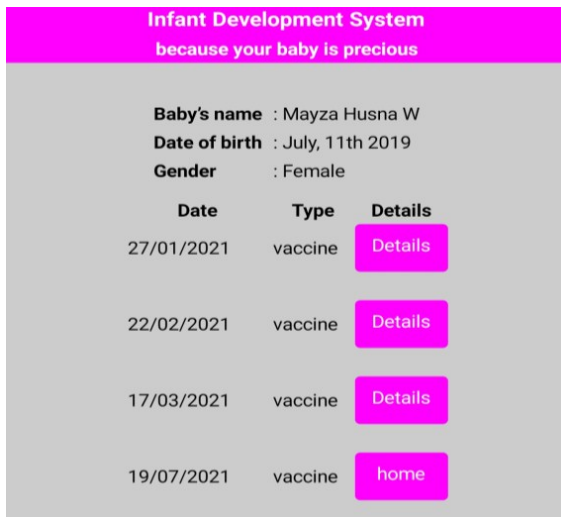 Infant Development System
because your baby is precious
Baby's name : Mayza Husna W
Date of birth : July, 11th 2019
Gender : Female
Date Type Details
27/01/2021 vaccine Details
22/02/2021 vaccine Details
17/03/2021 vaccine Details
19/07/2021 vaccine home